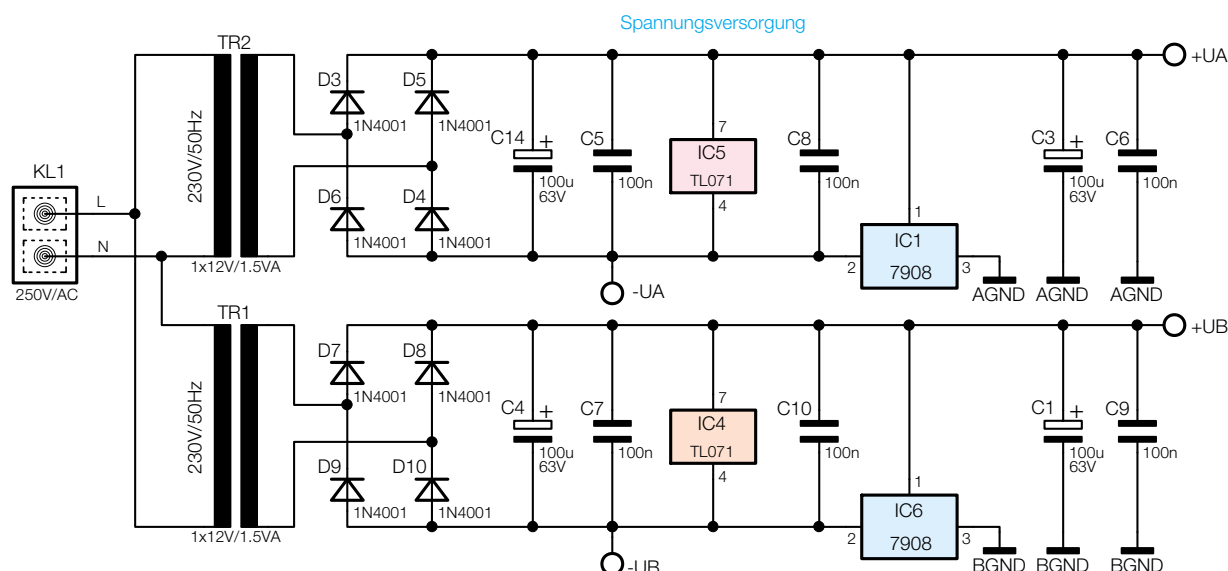 Spannungsversorgung
TR2
230V/50Hz
1x12V/1.5VA
KL1
L
N
250V/AC
D3
1N4001
D5
1N4001
D6
1N4001
D4
1N4001
C14
+
100u
63V
C5
100n
7
IC5
TL071
4
C8
100n
1
IC1
2
7908
3
AGND
C3
+
100u
63V
AGND
C6
100n
AGND
+UA
-UA
TR1
230V/50Hz
1x12V/1.5VA
D7
1N4001
D8
1N4001
D9
1N4001
D10
1N4001
C4
+
100u
63V
C7
100n
7
IC4
TL071
4
C10
100n
1
IC6
2
7908
3
BGND
C1
+
100u
63V
BGND
C9
100n
BGND
+UB
-UB